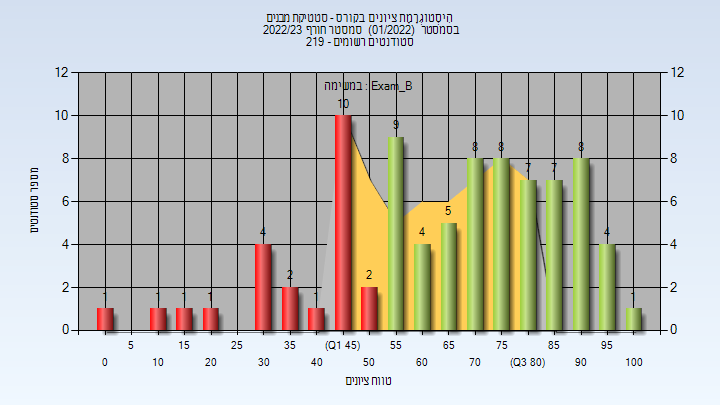 היסטוגרמת ציונים בקורס - סטטיקת מבנים
בסמסטר (01/2022) סמסטר חורף 2022/23
סטודנטים רשומים - 219
במשימה : Exam_B
מספר סטודנטים
12 12
10 10
8 8
6 6
4 4
2 2
0 0
1 1 1 1 4 2 1 10 2 9 4 5 8 8 7 7 8 4 1
5 15 25 35 (Q1 45) 55 65 75 85 95
0 10 20 30 40 50 60 70 (Q3 80) 90 100
טווח ציונים